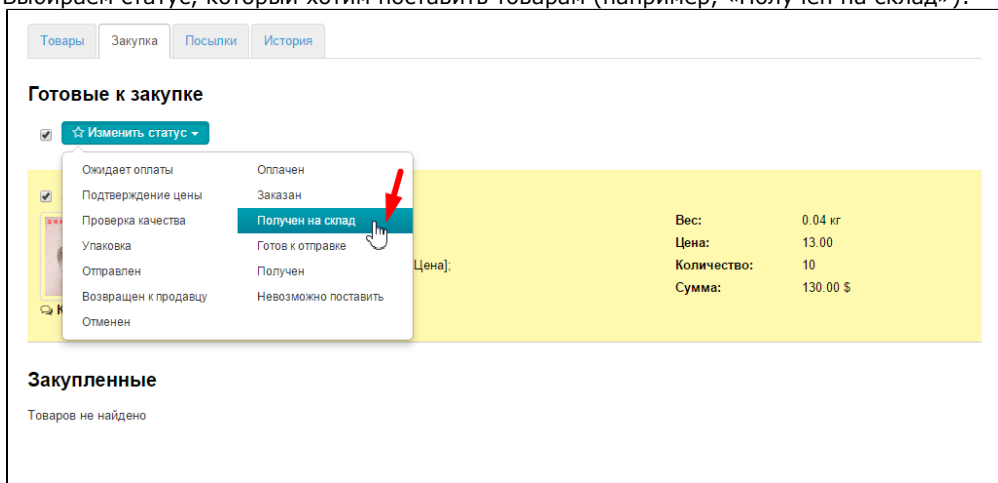 Выбираем статус, который хотим поставить товарам (например, «Получен на склад»):
Товары Закупка Посылки История
Готовые к закупке
Изменить статус
Ожидает оплаты Оплачен
Подтверждение цены Заказан
Проверка качества Получен на склад
Упаковка Готов к отправке
Отправлен Получен
Возвращен к продавцу Невозможно поставить
Отменен
Цена];
Вес: 0.04 кг
Цена: 13.00
Количество: 10
Сумма: 130.00 $
Закупленные
Товаров не найдено